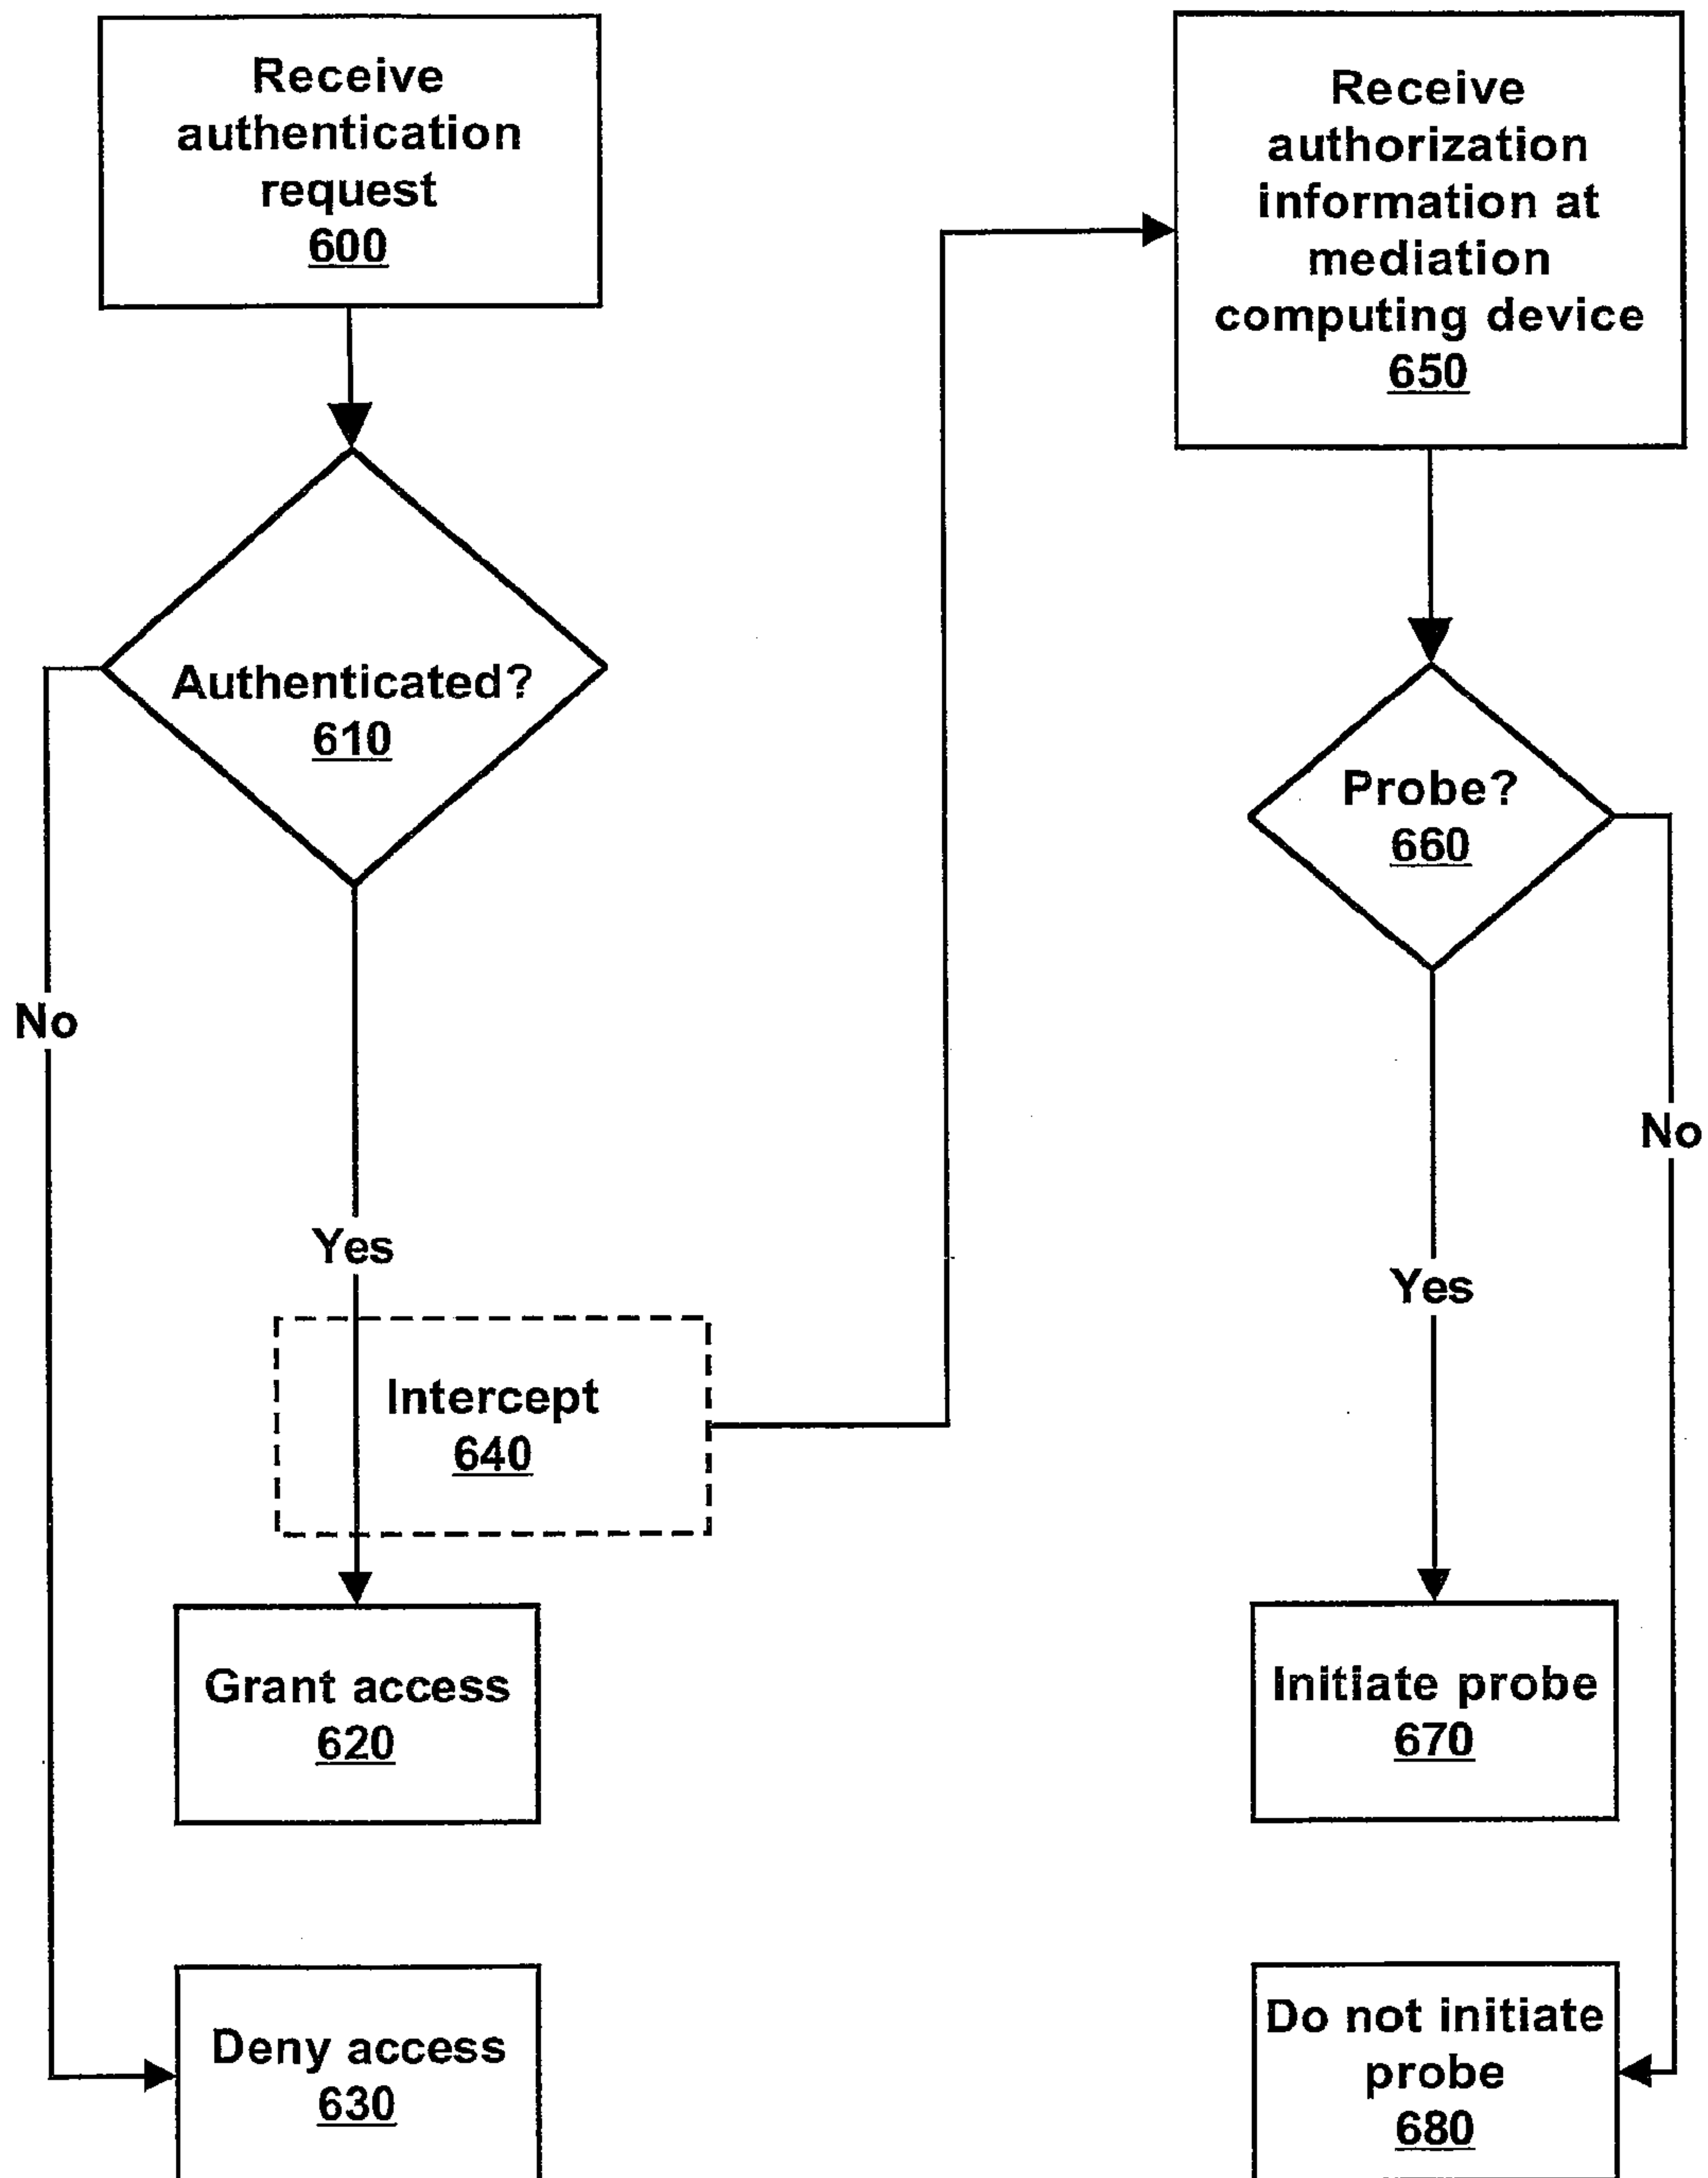 Receive
authentication
request
600
Authenticated?
610
No
Yes
Intercept
640
Grant access
620
Deny access
630
Receive
authorization
information at
mediation
computing device
650
Probe?
660
No
Yes
Initiate probe
670
Do not initiate
probe
680